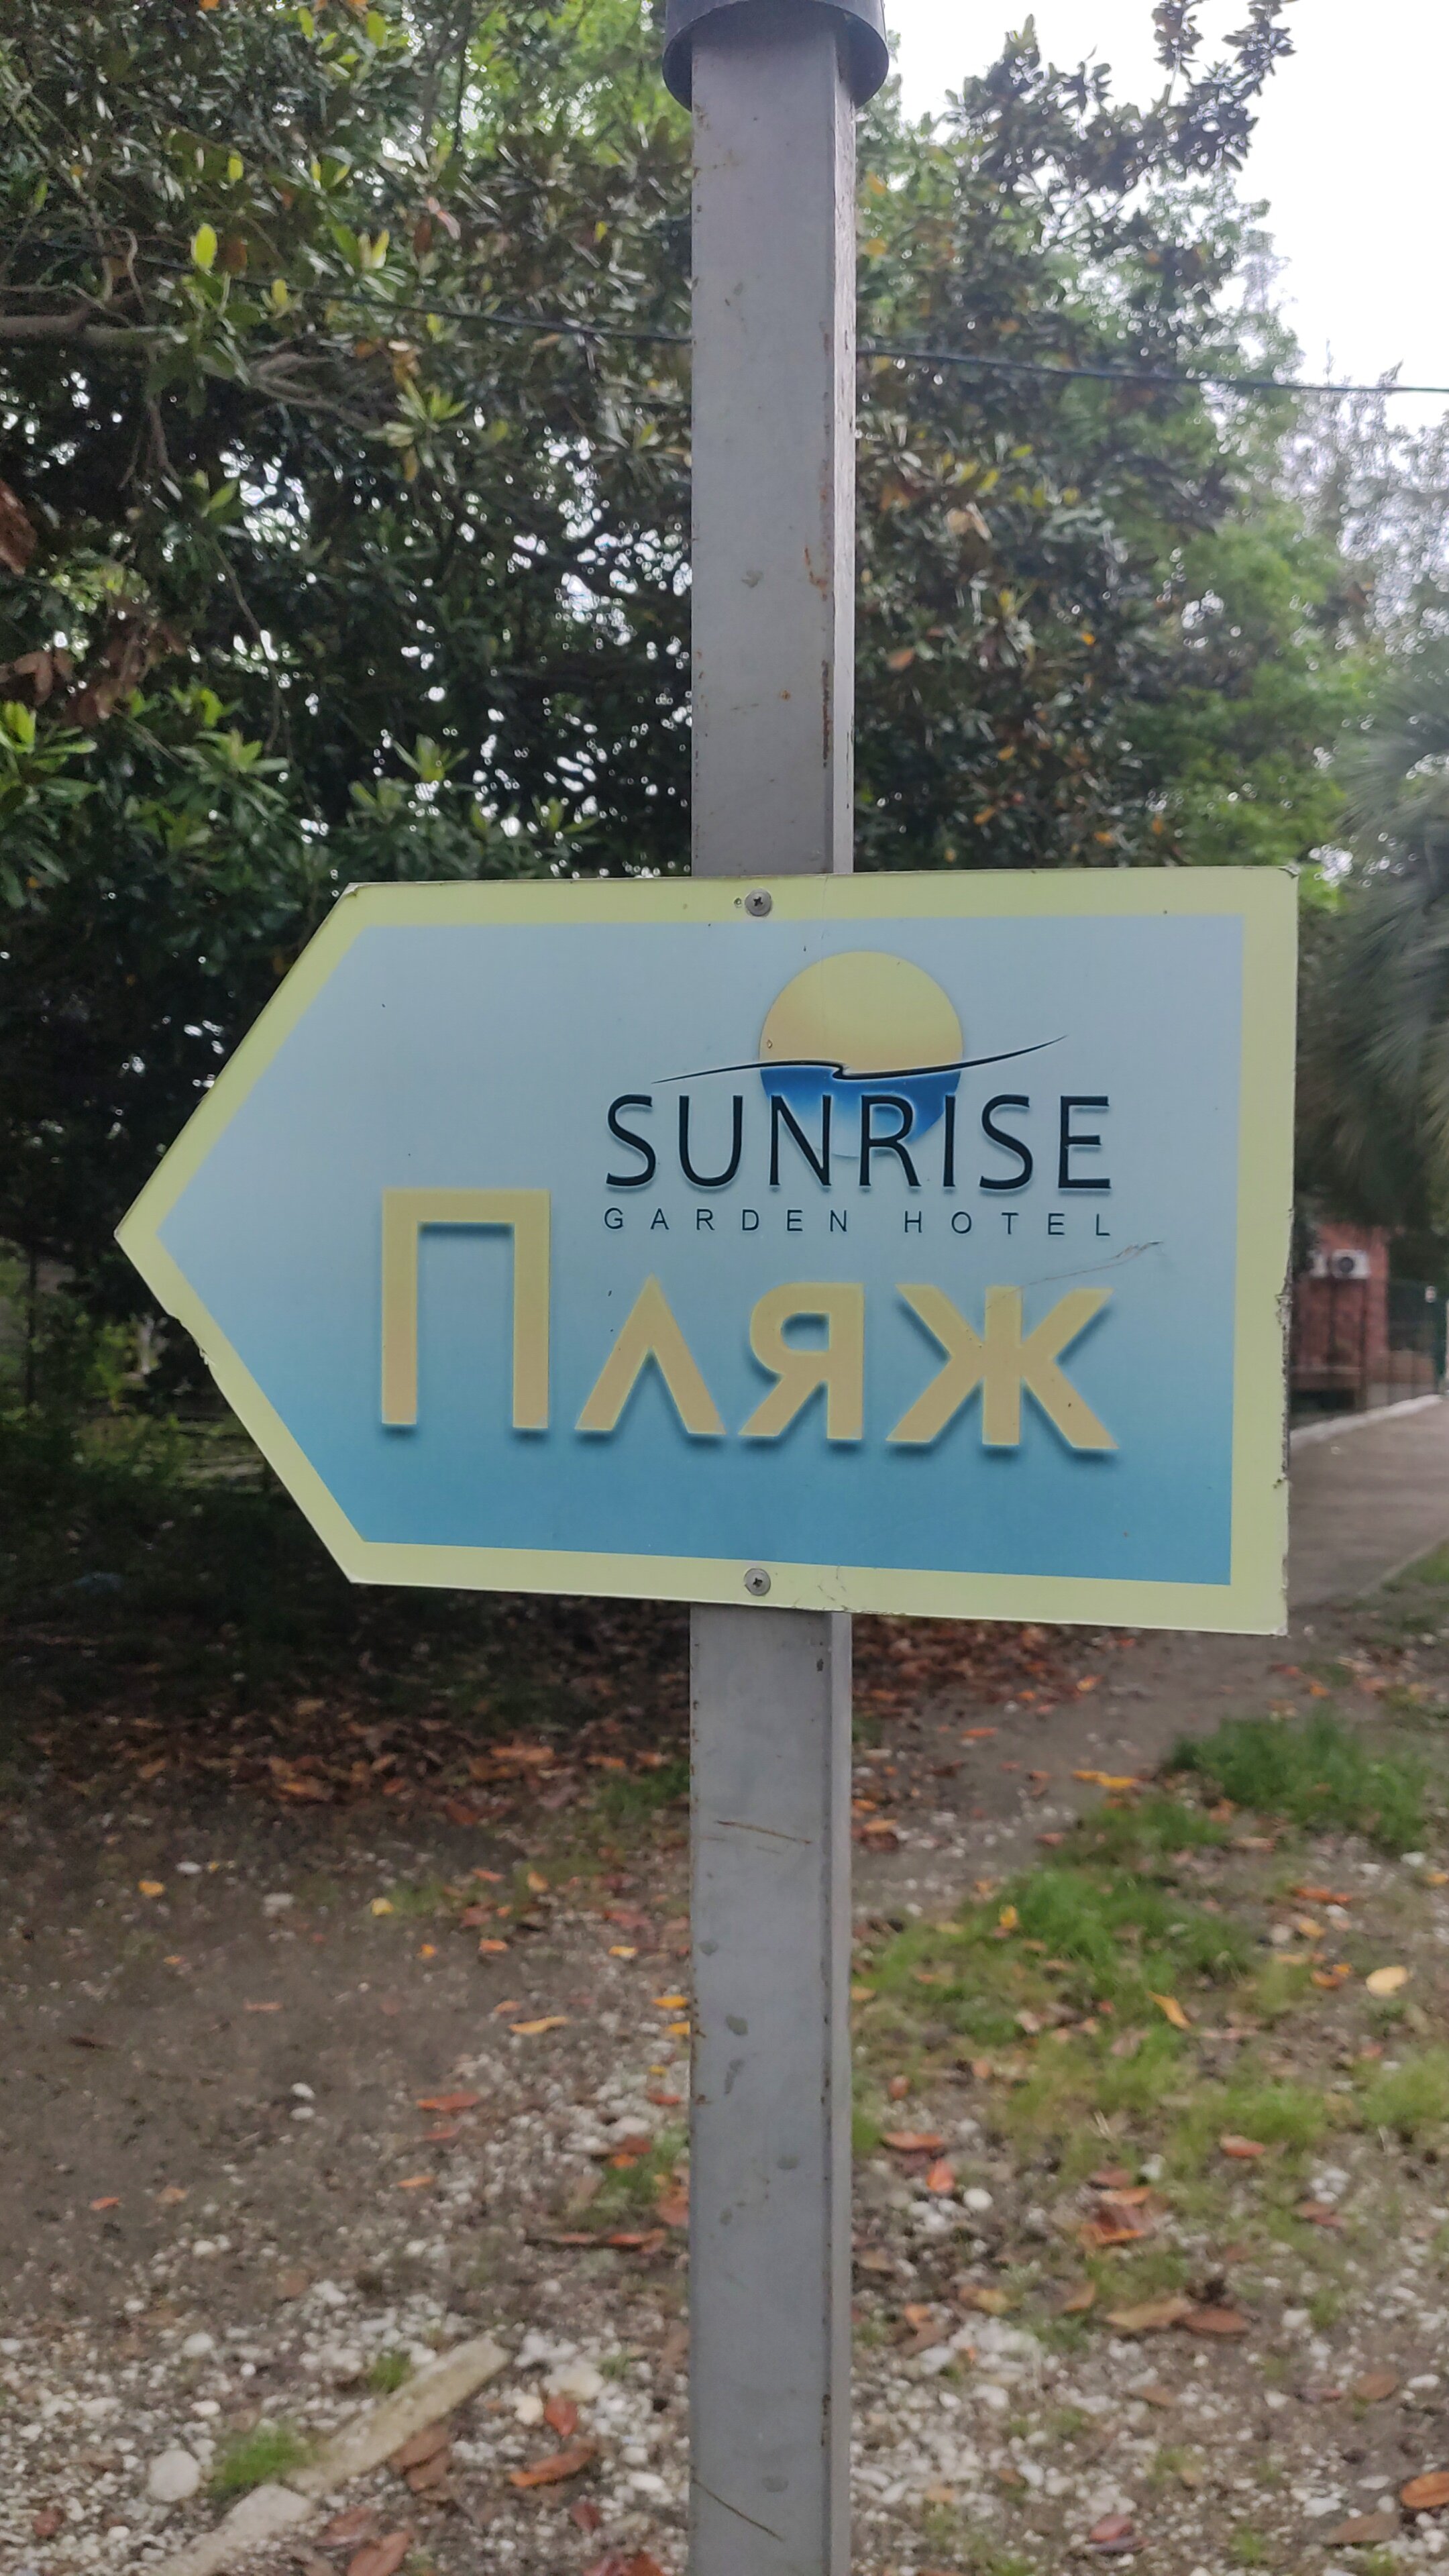 SUNRISE
GARDEN HOTEL
Пляж